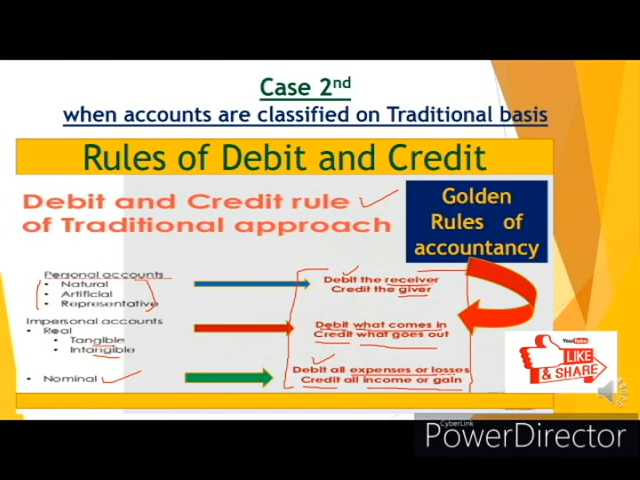 Case 2nd
when accounts are classified on Traditional basis
Rules of Debit and Credit
Debit and Credit rule
of Traditional approach
Golden
Rules of
accountancy
Personal accounts
• Natural
• Artificial
• Representative
Debit the receiver
Credit the giver
Impersonal accounts
• Real
• Tangible
• Intangible
Debit what comes in
Credit what goes out
• Nominal
Debit all expenses or losses
Credit all income or gain
YouTube
LIKE
& SHARE
CyberLink
PowerDirector